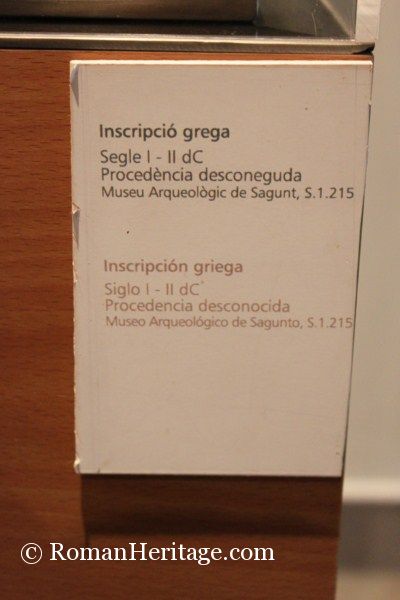 Inscripció grega
Segle I - II dC
Procedència desconeguda
Museu Arqueològic de Sagunt, S.1.215
Inscripción griega
Siglo I - II dC
Procedencia desconocida
Museo Arqueológico de Sagunto, S.1.215
© RomanHeritage.com